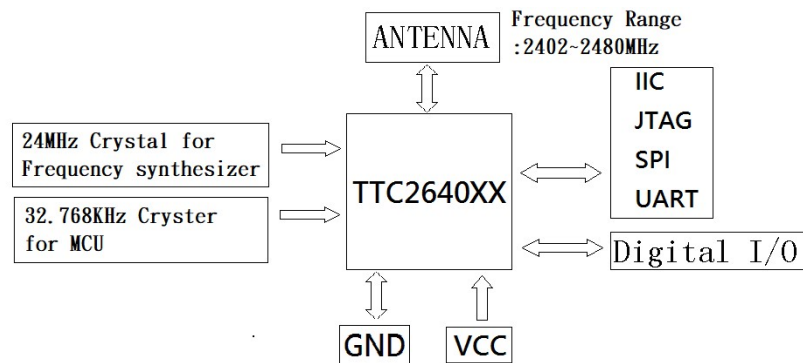 ANTENNA
Frequency Range
:2402~2480MHz
24MHz Crystal for
Frequency synthesizer
32.768KHz Cryster
for MCU
TTC2640XX
IIC
JTAG
SPI
UART
Digital I/O
GND
VCC